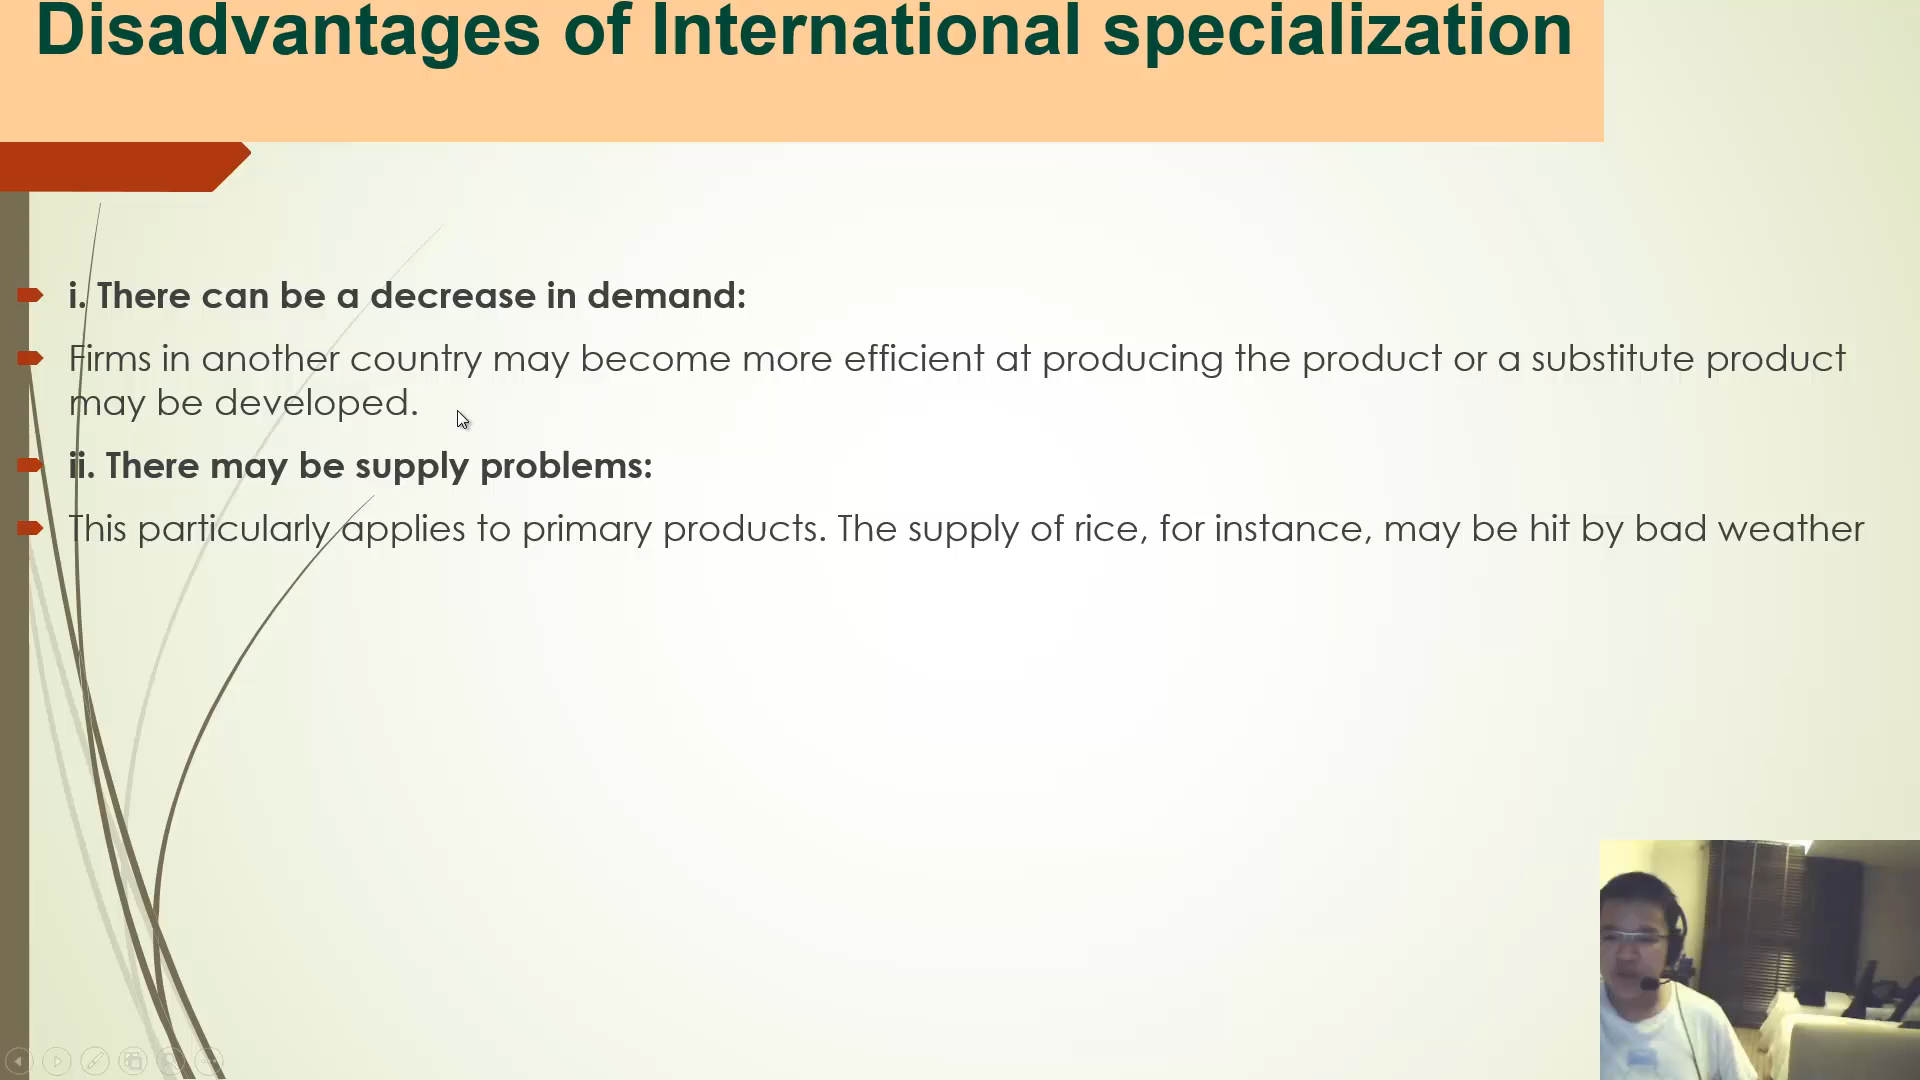 Disadvantages of International specialization
i. There can be a decrease in demand:
Firms in another country may become more efficient at producing the product or a substitute product
may be developed.
ii. There may be supply problems:
This particularly applies to primary products. The supply of rice, for instance, may be hit by bad weather